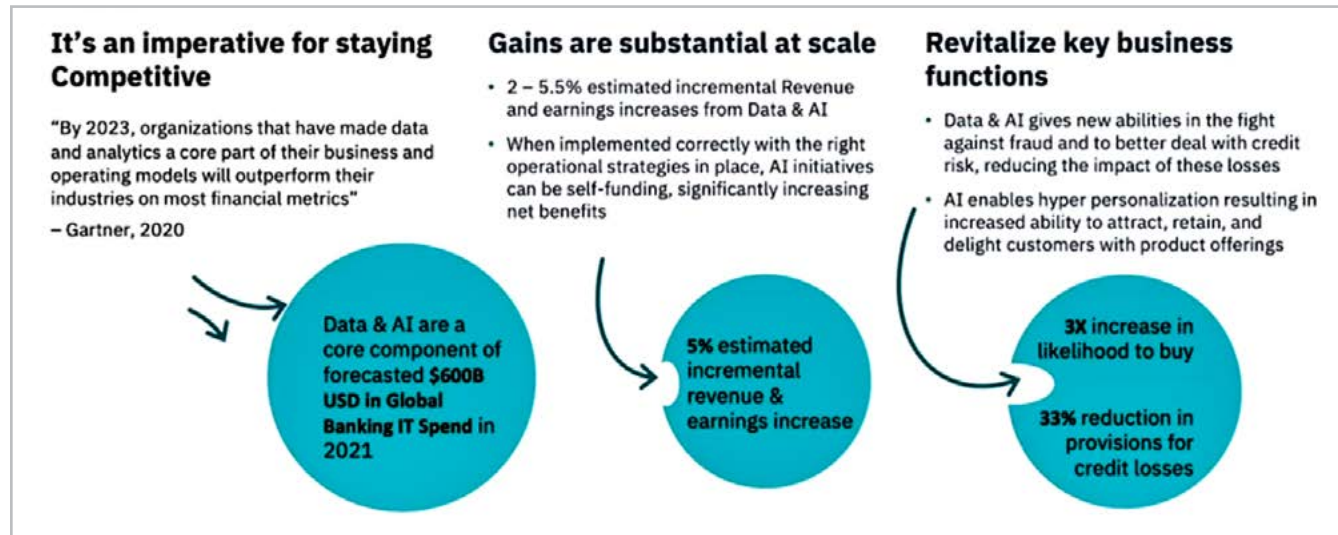 It's an imperative for staying
Competitive
"By 2023, organizations that have made data
and analytics a core part of their business and
operating models will outperform their
industries on most financial metrics"
– Gartner, 2020
Data & AI are a
core component of
forecasted $600B
USD in Global
Banking IT Spend in
2021
Gains are substantial at scale
• 2 – 5.5% estimated incremental Revenue
and earnings increases from Data & AI
• When implemented correctly with the right
operational strategies in place, AI initiatives
can be self-funding, significantly increasing
net benefits
5% estimated
incremental
revenue &
earnings increase
Revitalize key business
functions
• Data & AI gives new abilities in the fight
against fraud and to better deal with credit
risk, reducing the impact of these losses
• AI enables hyper personalization resulting in
increased ability to attract, retain, and
delight customers with product offerings
3X increase in
likelihood to buy
33% reduction in
provisions for
credit losses